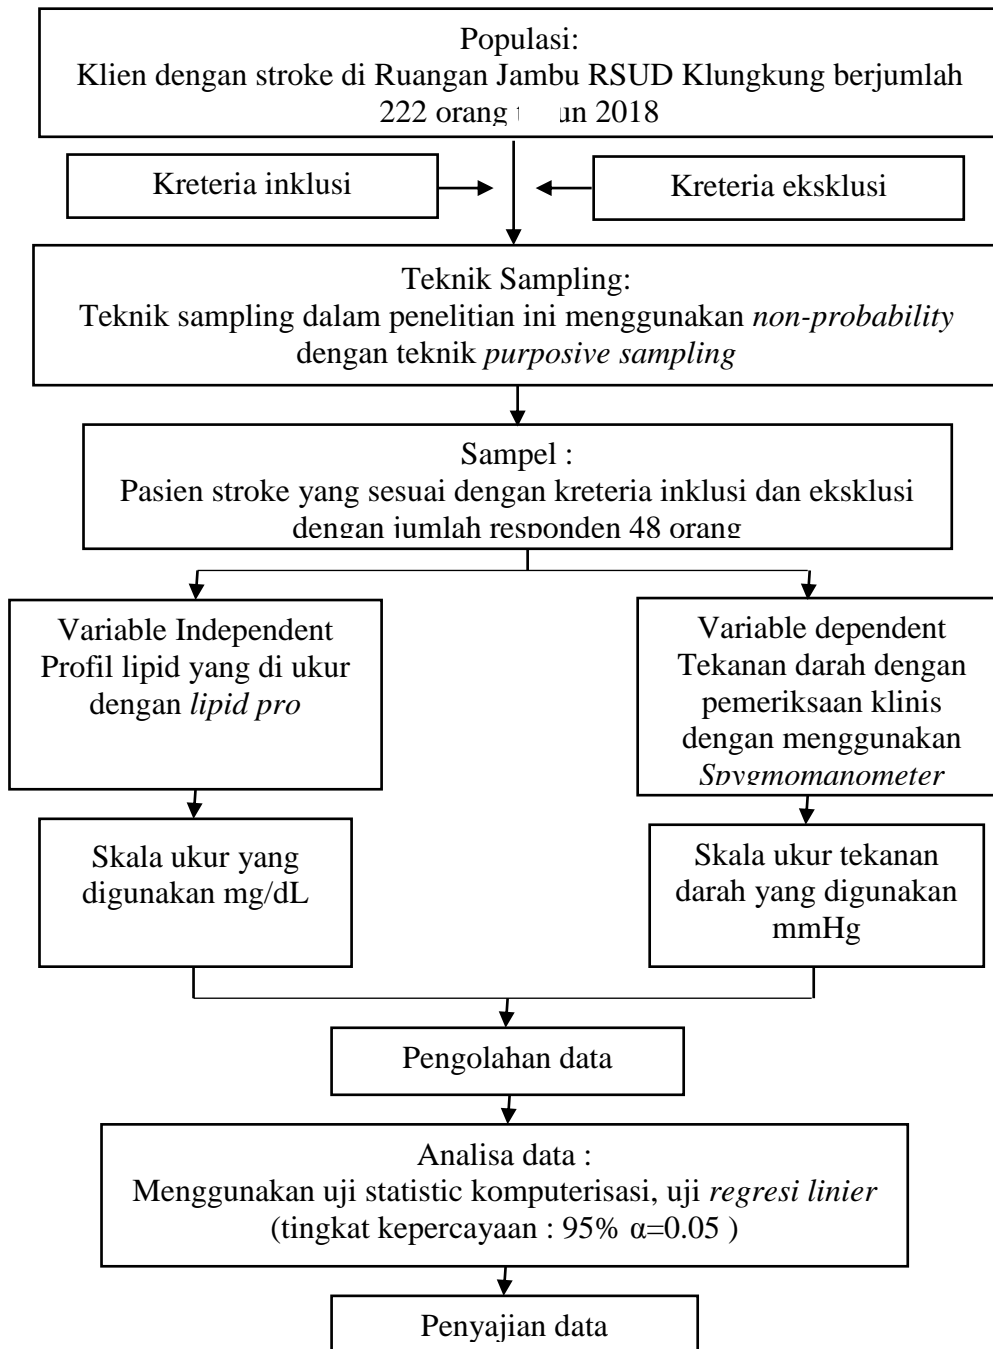 Populasi:
Klien dengan stroke di Ruangan Jambu RSUD Klungkung berjumlah
222 orang 2018
Kreteria inklusi
Kreteria eksklusi
Teknik Sampling:
Teknik sampling dalam penelitian ini menggunakan non-probability
dengan teknik purposive sampling
Sampel :
Pasien stroke yang sesuai dengan kreteria inklusi dan eksklusi
dengan jumlah responden 48 orang
Variable Independent
Profil lipid yang di ukur
dengan lipid pro
Variable dependent
Tekanan darah dengan
pemeriksaan klinis
dengan menggunakan
Spygmomanometer
Skala ukur yang
digunakan mg/dL
Skala ukur tekanan
darah yang digunakan
mmHg
Pengolahan data
Analisa data :
Menggunakan uji statistic komputerisasi, uji regresi linier
(tingkat kepercayaan : 95% α=0.05 )
Penyajian data